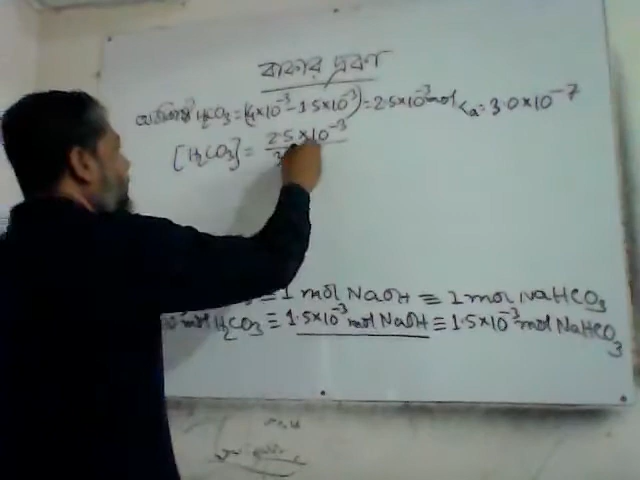 বাফার দ্রবণ
অবশিষ্ট H₂CO₃ = (4×10⁻³ - 1.5×10⁻³) = 2.5×10⁻³ mol Ka = 3.0×10⁻⁷
[H₂CO₃] = 2.5×10⁻³
≡ 1 mol NaOH ≡ 1 mol NaHCO₃
mol H₂CO₃ ≡ 1.5×10⁻³ mol NaOH ≡ 1.5×10⁻³ mol NaHCO₃